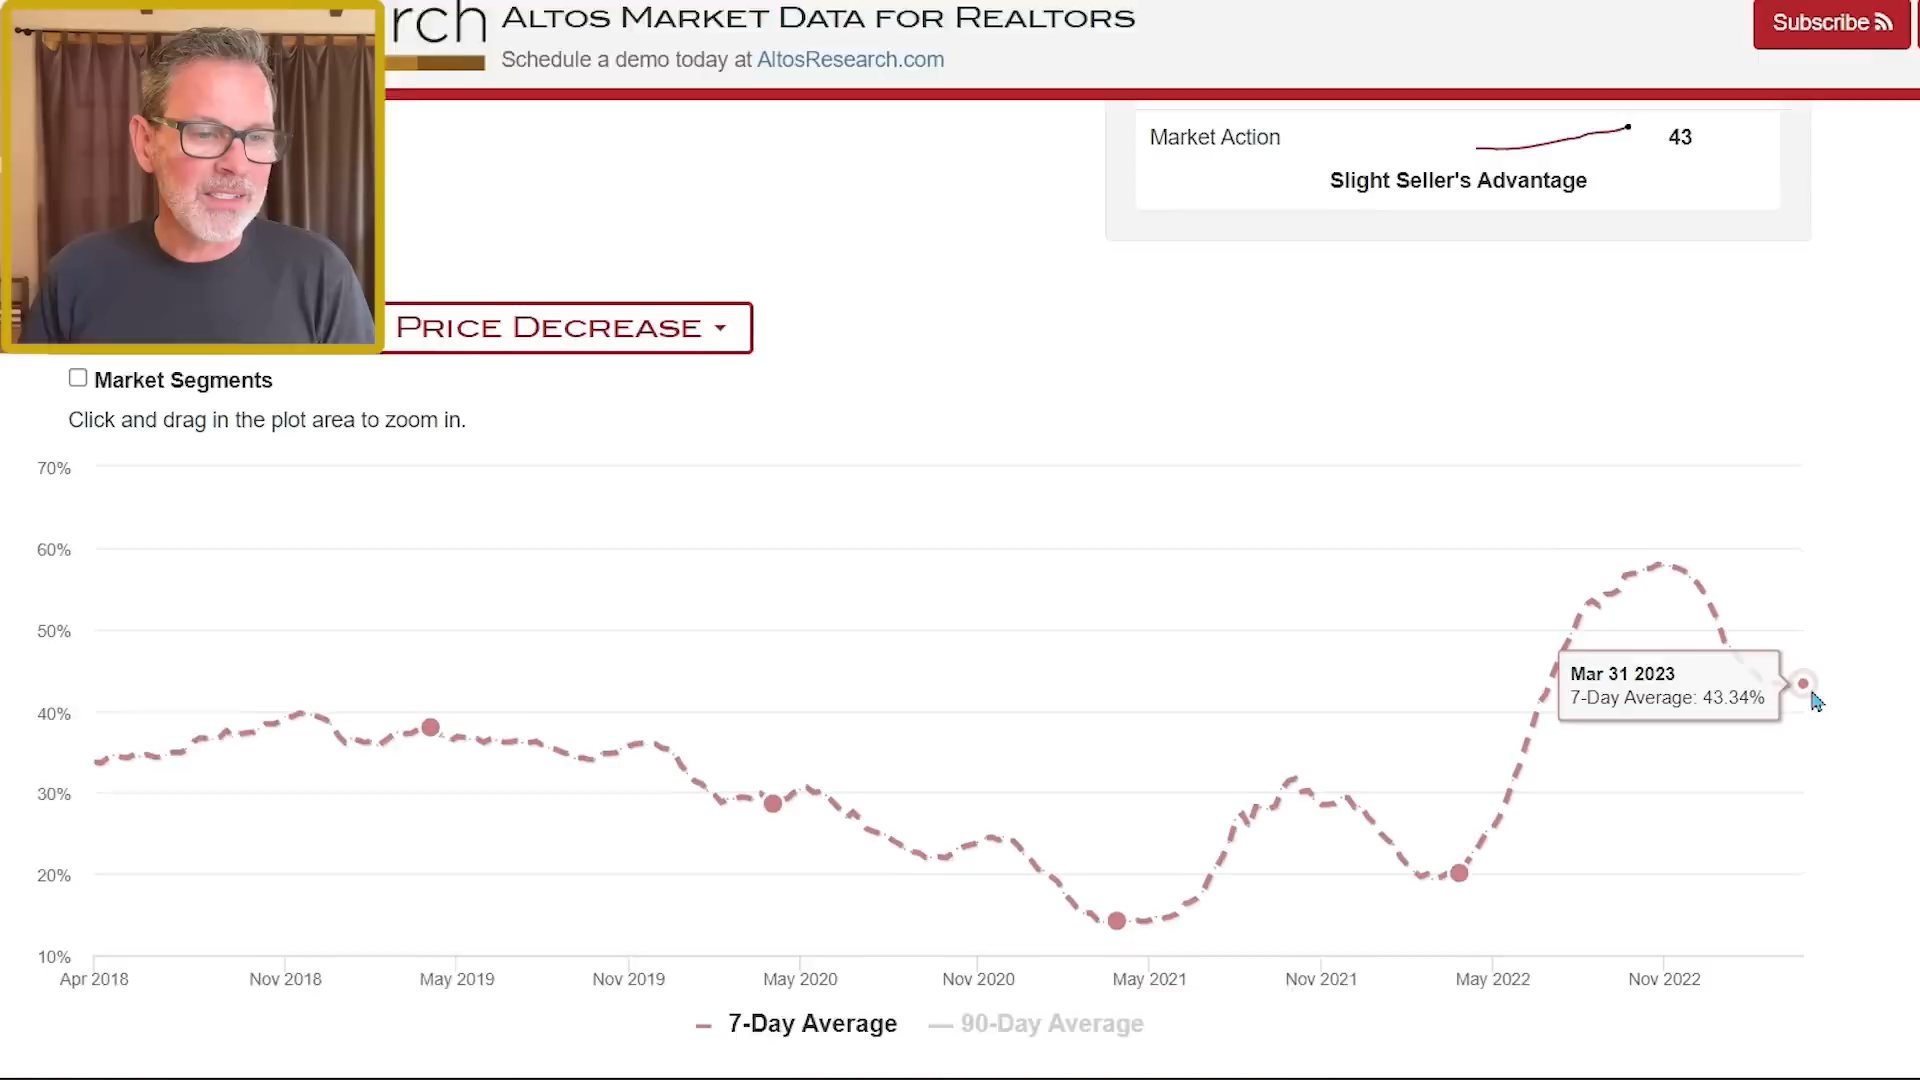 rch
ALTOS MARKET DATA FOR REALTORS
Schedule a demo today at AltosResearch.com
Subscribe
Market Action 43
Slight Seller's Advantage
PRICE DECREASE
Market Segments
Click and drag in the plot area to zoom in.
70%
60%
50%
40%
30%
20%
10%
Mar 31 2023
7-Day Average: 43.34%
Apr 2018 Nov 2018 May 2019 Nov 2019 May 2020 Nov 2020 May 2021 Nov 2021 May 2022 Nov 2022
7-Day Average 90-Day Average